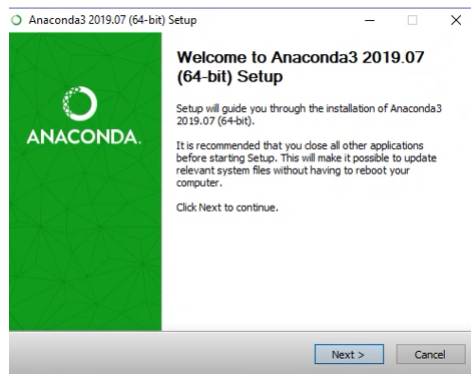 Anaconda3 2019.07 (64-bit) Setup
Welcome to Anaconda3 2019.07
(64-bit) Setup
Setup will guide you through the installation of Anaconda3
2019.07 (64-bit).
It is recommended that you close all other applications
before starting Setup. This will make it possible to update
relevant system files without having to reboot your
computer.
Click Next to continue.
ANACONDA.
Next >
Cancel